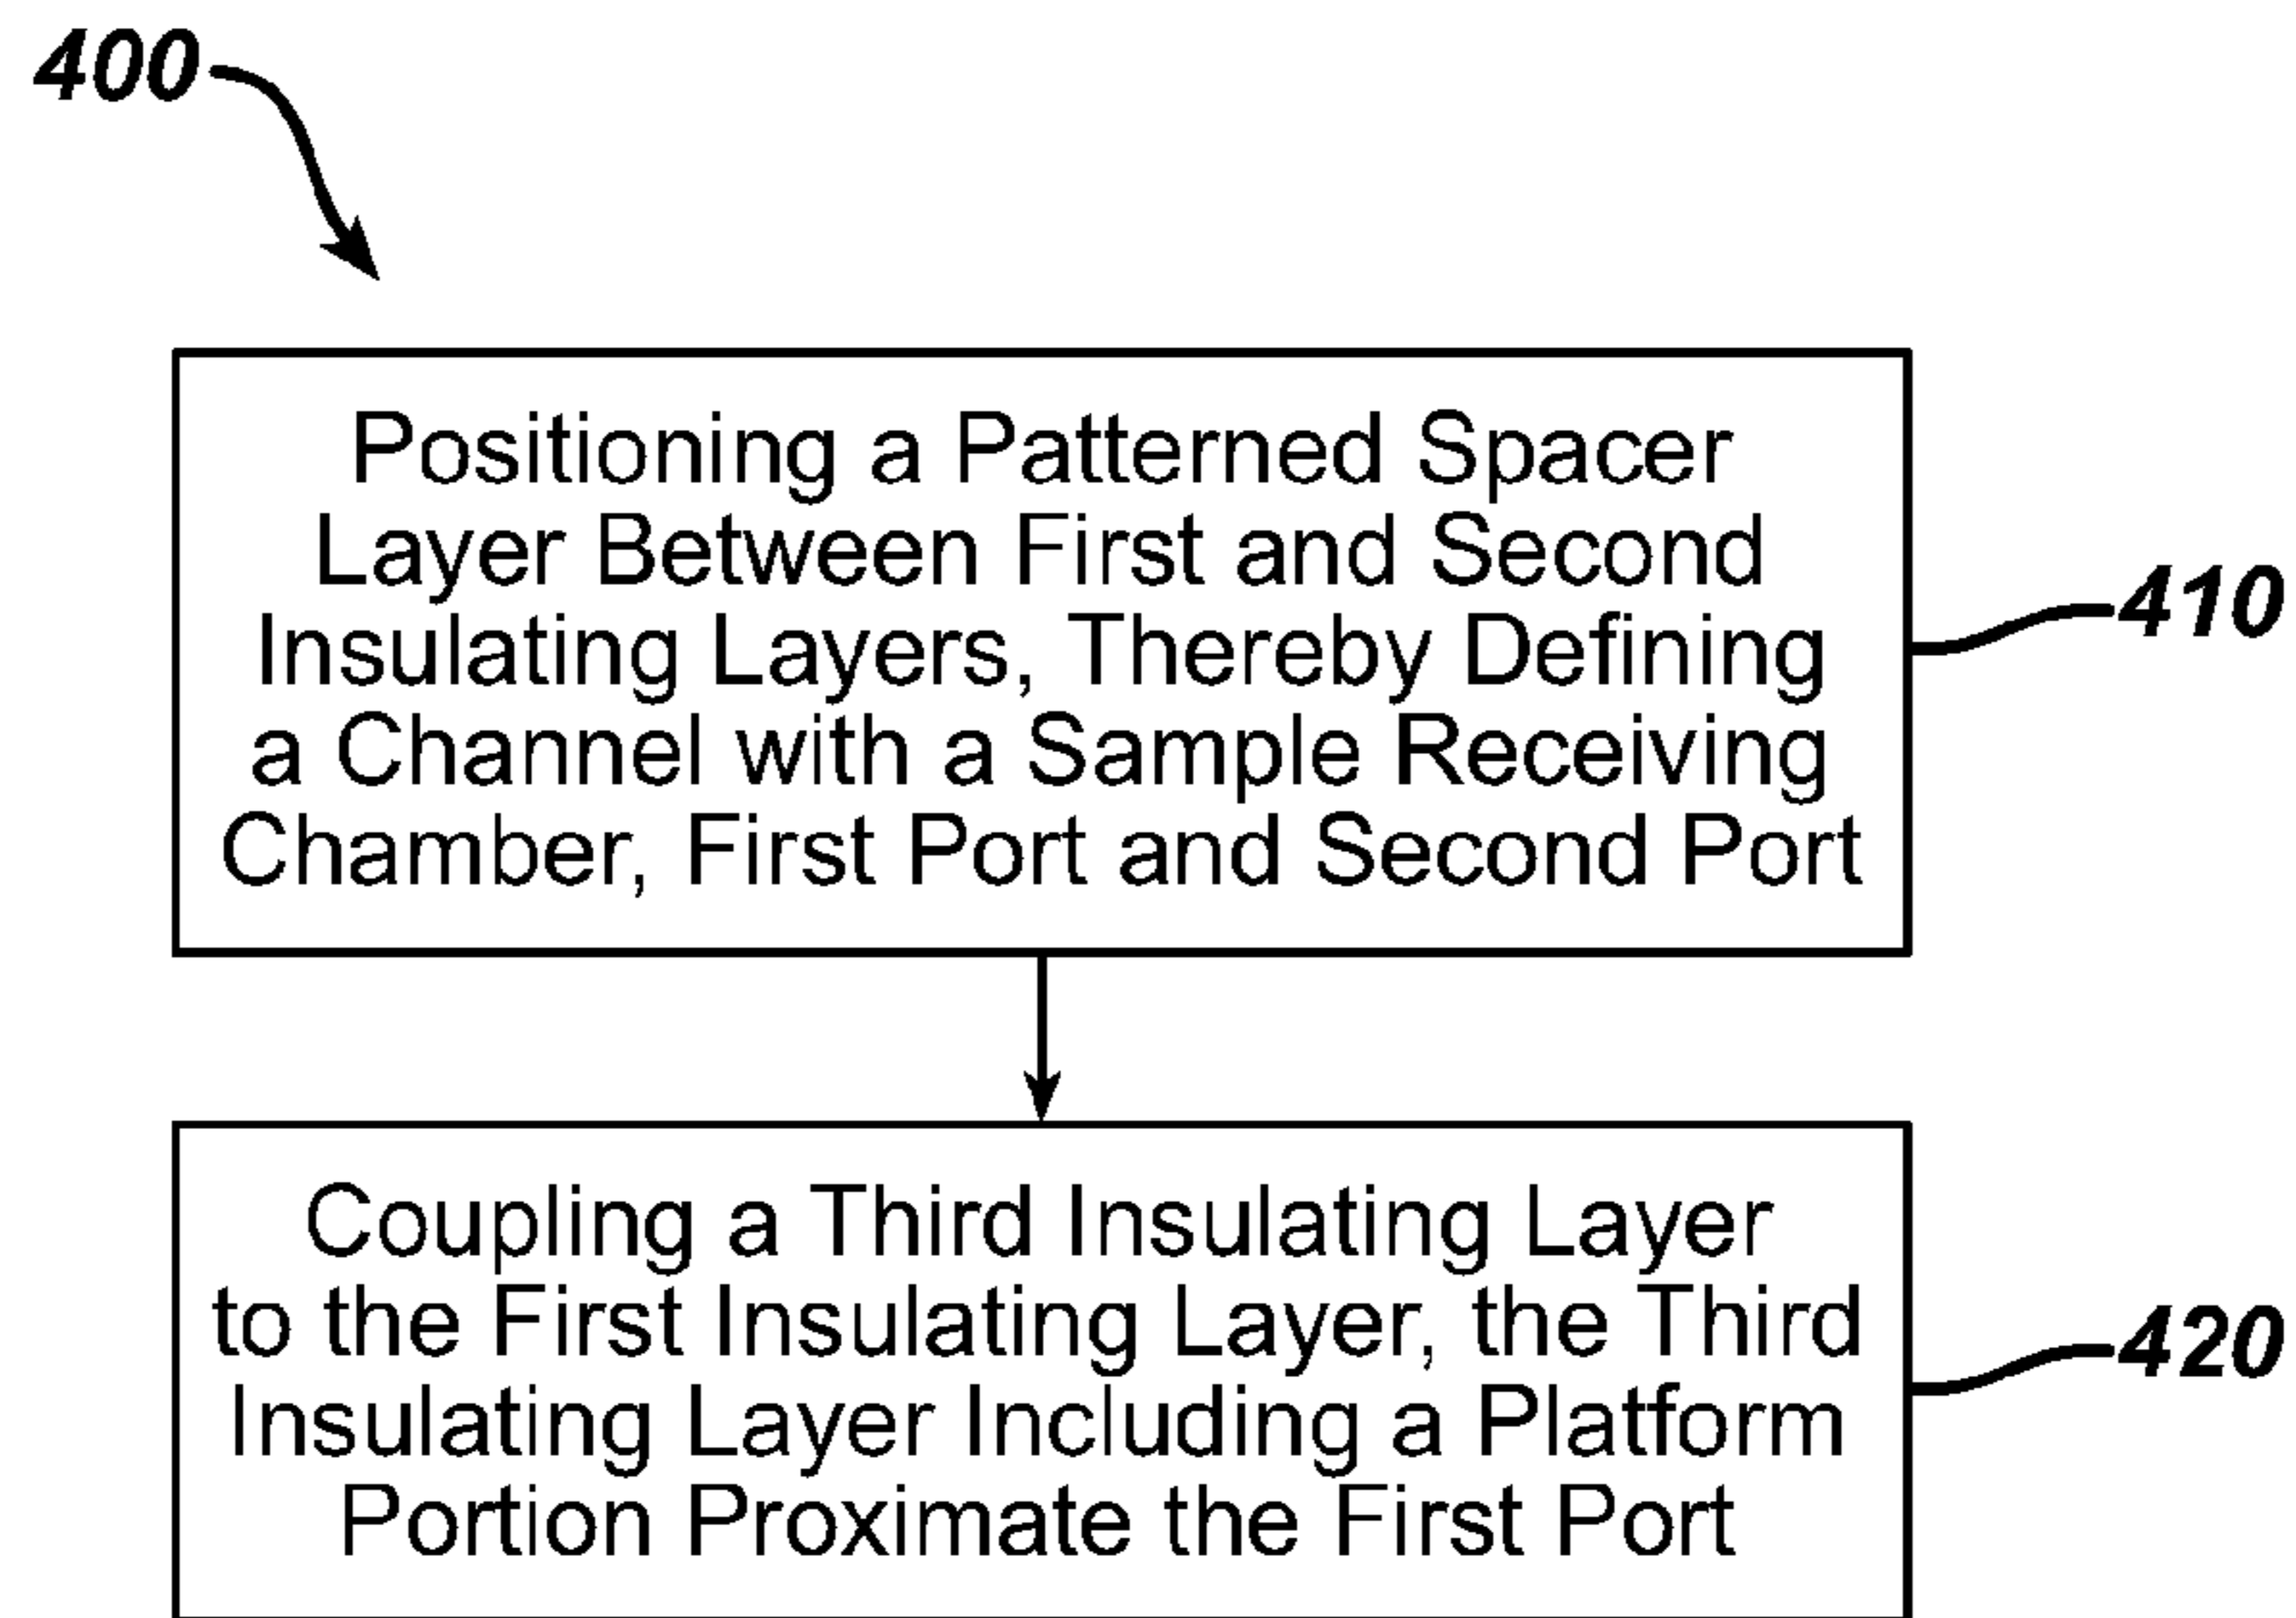 400
Positioning a Patterned Spacer
Layer Between First and Second
Insulating Layers, Thereby Defining
a Channel with a Sample Receiving
Chamber, First Port and Second Port
410
Coupling a Third Insulating Layer
to the First Insulating Layer, the Third
Insulating Layer Including a Platform
Portion Proximate the First Port
420